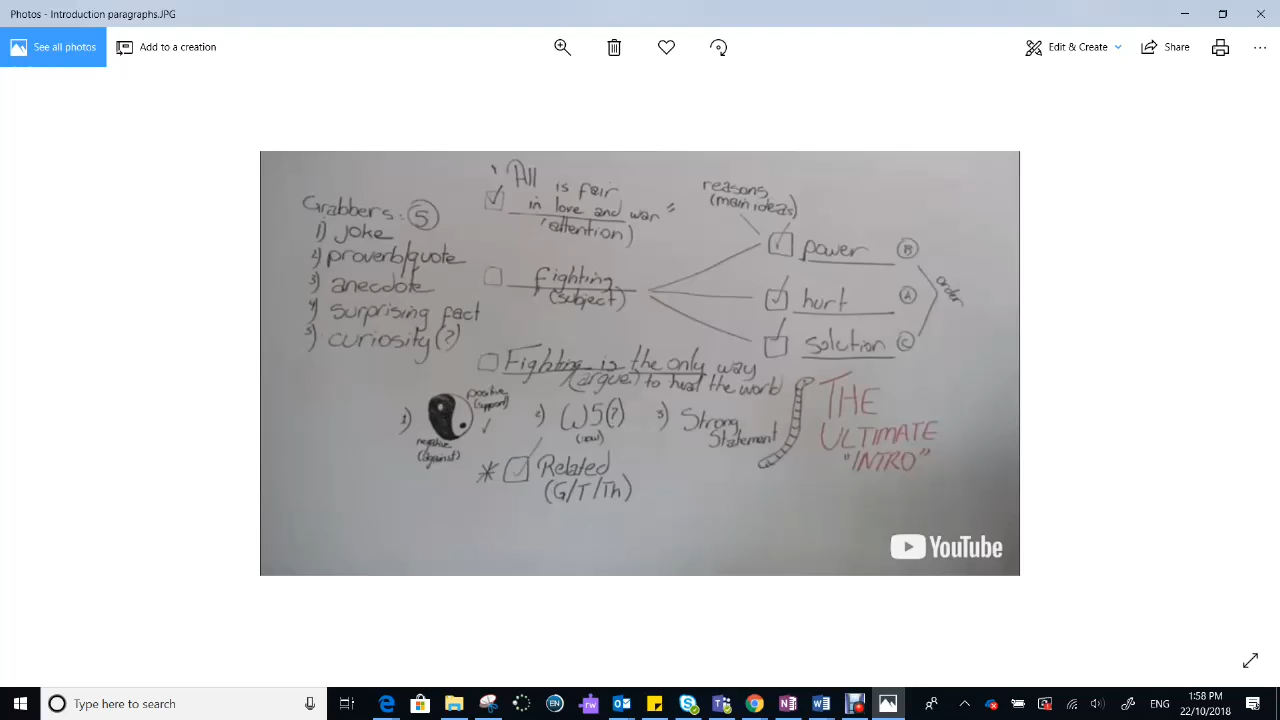 Photos - Introduction paragraphs.JPG
See all photos
Add to a creation
Edit & Create
Share
"All is fair
in love and war"
(attention)
Grabbers: 5
1) joke
2) proverb/quote
3) anecdote
4) surprising fact
5) curiosity(?)
fighting
(subject)
reasons
(main ideas)
power B
hurt A
solution C
order
Fighting is the only way
(argue) to heal the world
1) positive
(support)
negative
(against)
2) W5(?)
(how)
3) Strong
Statement
* Related
(G/T/Th)
THE
ULTIMATE
"INTRO"
YouTube
Type here to search
ENG
1:58 PM
22/10/2018